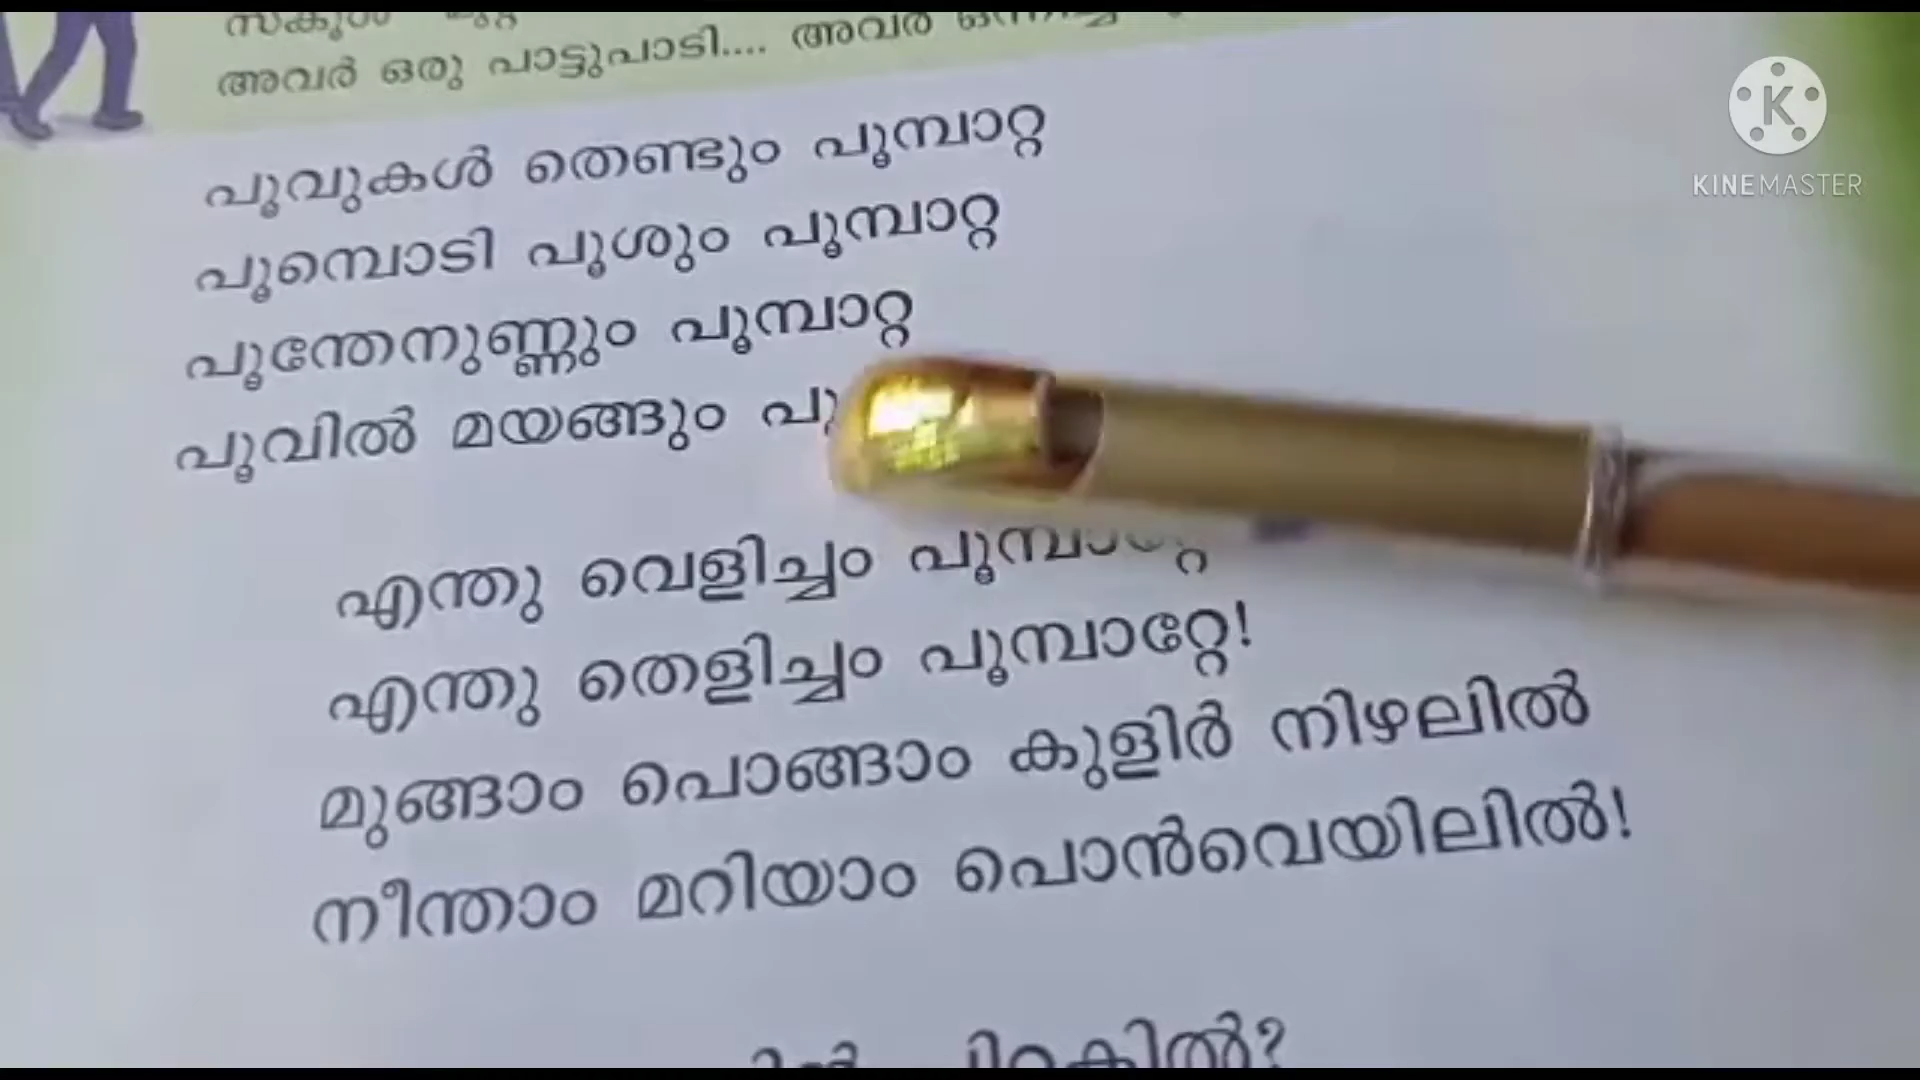 അവർ ഒരു പാട്ടുപാടി.... അവർ
പൂവുകൾ തെണ്ടും പൂമ്പാറ്റ
പൂമ്പൊടി പൂശും പൂമ്പാറ്റ
പൂന്തേനുണ്ണും പൂമ്പാറ്റ
പൂവിൽ മയങ്ങും
എന്തു വെളിച്ചം
എന്തു തെളിച്ചം പൂമ്പാറ്റേ!
മുങ്ങാം പൊങ്ങാം കുളിർ നിഴലിൽ
നീന്താം മറിയാം പൊൻവെയിലിൽ!
KINEMASTER